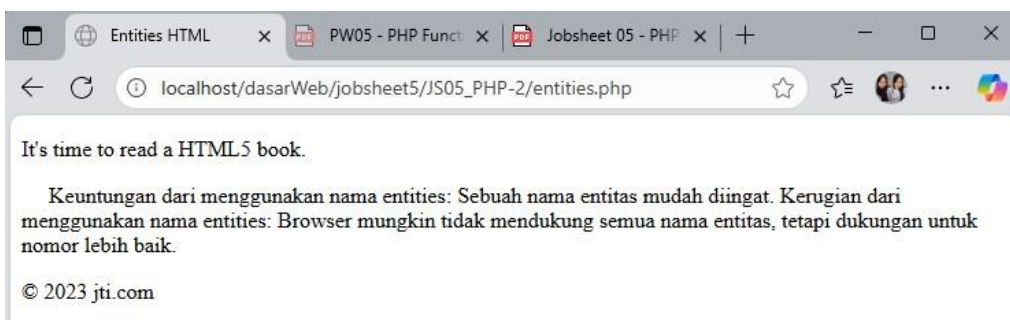 Entities HTML PW05 - PHP Functi Jobsheet 05 - PHP
localhost/dasarWeb/jobsheet5/JS05_PHP-2/entities.php
It's time to read a HTML5 book.
Keuntungan dari menggunakan nama entities: Sebuah nama entitas mudah diingat. Kerugian dari
menggunakan nama entities: Browser mungkin tidak mendukung semua nama entitas, tetapi dukungan untuk
nomor lebih baik.
© 2023 jti.com